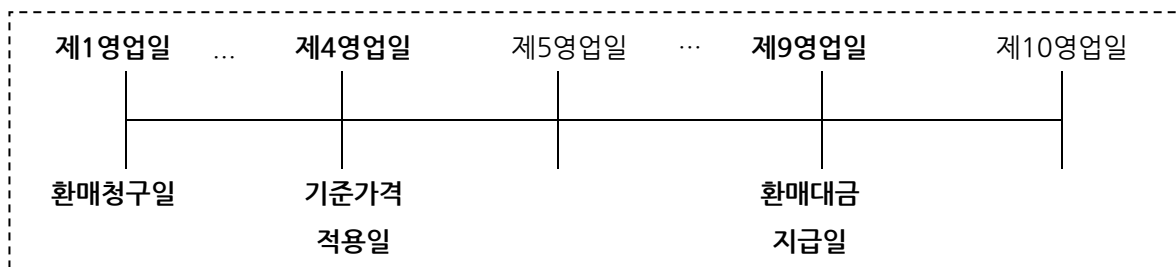 제1영업일 … 제4영업일 제5영업일 … 제9영업일 제10영업일
환매청구일 기준가격 환매대금
적용일 지급일